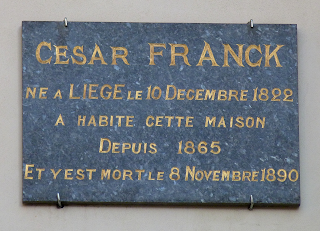 CESAR FRANCK
NE A LIEGE LE 10 DECEMBRE 1822
A HABITE CETTE MAISON
DEPUIS 1865
ET Y EST MORT LE 8 NOVEMBRE 1890